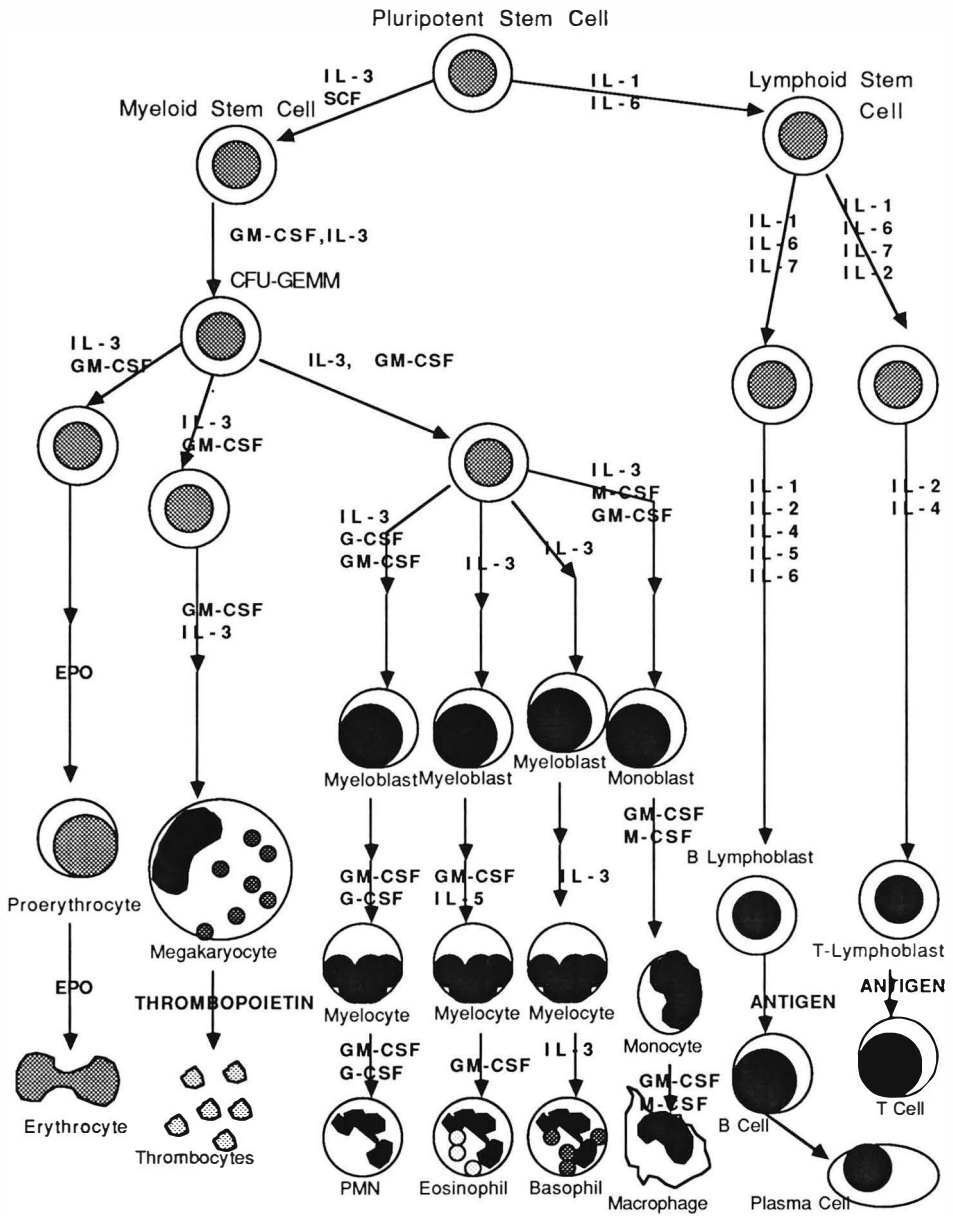 Pluripotent Stem Cell
IL-3
SCF
IL-1
IL-6
Lymphoid Stem
Cell
Myeloid Stem Cell
GM-CSF,IL-3
CFU-GEMM
IL-1
IL-6
IL-7
IL-1
IL-6
IL-7
IL-2
IL-3
GM-CSF
IL-3, GM-CSF
IL-3
GM-CSF
IL-3
G-CSF
GM-CSF
IL-3
IL-3
IL-3
M-CSF
GM-CSF
IL-1
IL-2
IL-4
IL-5
IL-6
IL-2
IL-4
GM-CSF
IL-3
EPO
Myeloblast
Myeloblast
Myeloblast
Monoblast
GM-CSF
M-CSF
B Lymphoblast
GM-CSF
G-CSF
GM-CSF
IL-5
IL-3
Proerythrocyte
Megakaryocyte
T-Lymphoblast
EPO
THROMBOPOIETIN
ANTIGEN
ANTIGEN
Myelocyte
Myelocyte
Myelocyte
Monocyte
GM-CSF
G-CSF
GM-CSF
IL-3
GM-CSF
M-CSF
Erythrocyte
Thrombocytes
B Cell
T Cell
PMN
Eosinophil
Basophil
Macrophage
Plasma Cell